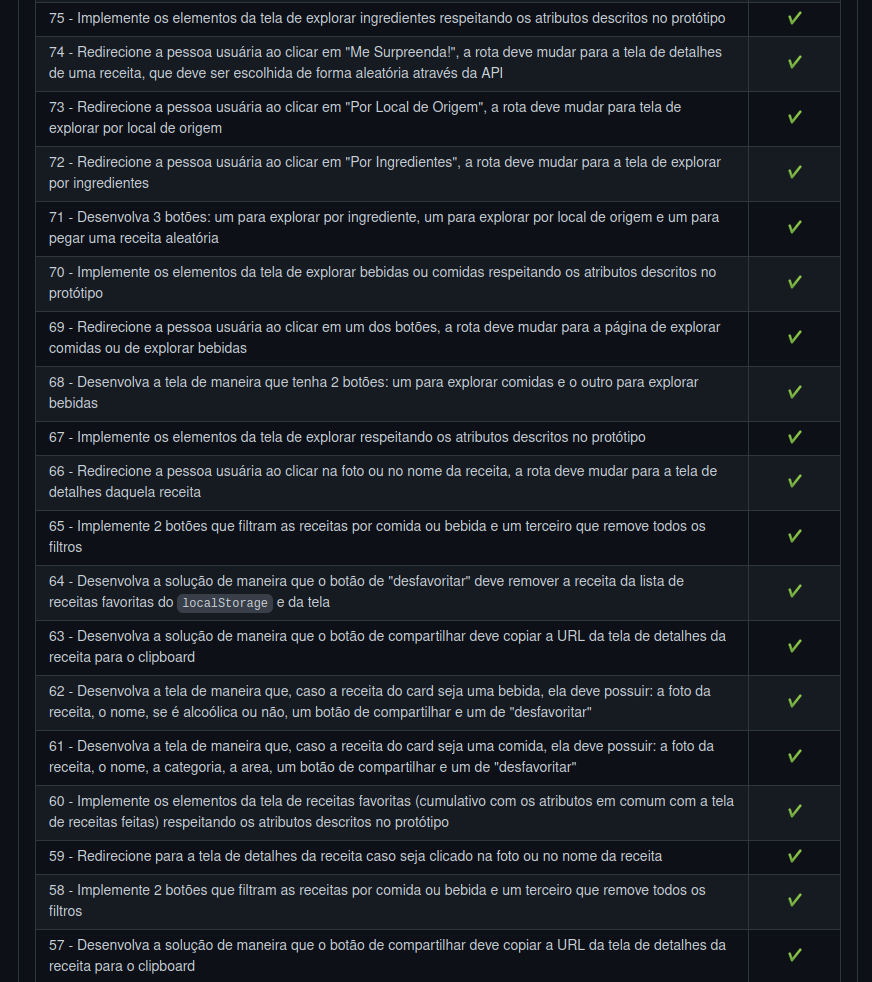 75 - Implemente os elementos da tela de explorar ingredientes respeitando os atributos descritos no protótipo ✔
74 - Redirecione a pessoa usuária ao clicar em "Me Surpreenda!", a rota deve mudar para a tela de detalhes
de uma receita, que deve ser escolhida de forma aleatória através da API ✔
73 - Redirecione a pessoa usuária ao clicar em "Por Local de Origem", a rota deve mudar para tela de
explorar por local de origem ✔
72 - Redirecione a pessoa usuária ao clicar em "Por Ingredientes", a rota deve mudar para a tela de explorar
por ingredientes ✔
71 - Desenvolva 3 botões: um para explorar por ingrediente, um para explorar por local de origem e um para
pegar uma receita aleatória ✔
70 - Implemente os elementos da tela de explorar bebidas ou comidas respeitando os atributos descritos no
protótipo ✔
69 - Redirecione a pessoa usuária ao clicar em um dos botões, a rota deve mudar para a página de explorar
comidas ou de explorar bebidas ✔
68 - Desenvolva a tela de maneira que tenha 2 botões: um para explorar comidas e o outro para explorar
bebidas ✔
67 - Implemente os elementos da tela de explorar respeitando os atributos descritos no protótipo ✔
66 - Redirecione a pessoa usuária ao clicar na foto ou no nome da receita, a rota deve mudar para a tela de
detalhes daquela receita ✔
65 - Implemente 2 botões que filtram as receitas por comida ou bebida e um terceiro que remove todos os
filtros ✔
64 - Desenvolva a solução de maneira que o botão de "desfavoritar" deve remover a receita da lista de
receitas favoritas do localStorage e da tela ✔
63 - Desenvolva a solução de maneira que o botão de compartilhar deve copiar a URL da tela de detalhes da
receita para o clipboard ✔
62 - Desenvolva a tela de maneira que, caso a receita do card seja uma bebida, ela deve possuir: a foto da
receita, o nome, se é alcoólica ou não, um botão de compartilhar e um de "desfavoritar" ✔
61 - Desenvolva a tela de maneira que, caso a receita do card seja uma comida, ela deve possuir: a foto da
receita, o nome, a categoria, a area, um botão de compartilhar e um de "desfavoritar" ✔
60 - Implemente os elementos da tela de receitas favoritas (cumulativo com os atributos em comum com a tela
de receitas feitas) respeitando os atributos descritos no protótipo ✔
59 - Redirecione para a tela de detalhes da receita caso seja clicado na foto ou no nome da receita ✔
58 - Implemente 2 botões que filtram as receitas por comida ou bebida e um terceiro que remove todos os
filtros ✔
57 - Desenvolva a solução de maneira que o botão de compartilhar deve copiar a URL da tela de detalhes da
receita para o clipboard ✔